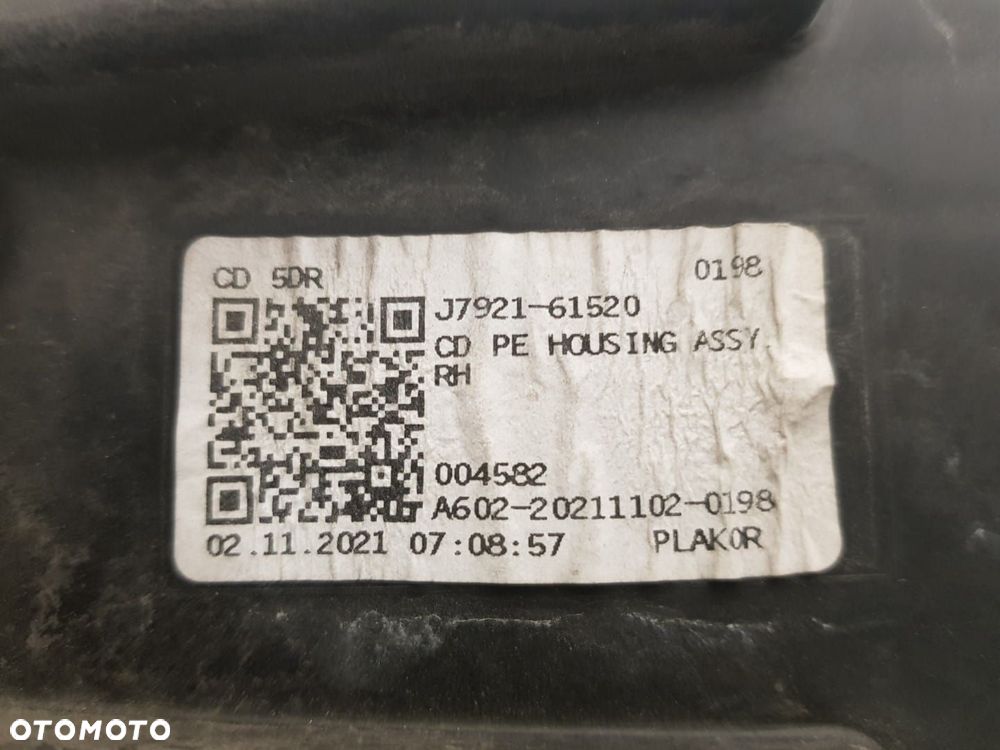 CD 5DR 0198
J7921-61520
CD PE HOUSING ASSY.
RH
004582
A602-20211102-0198
02.11.2021 07:08:57 PLAKOR
OTOMOTO